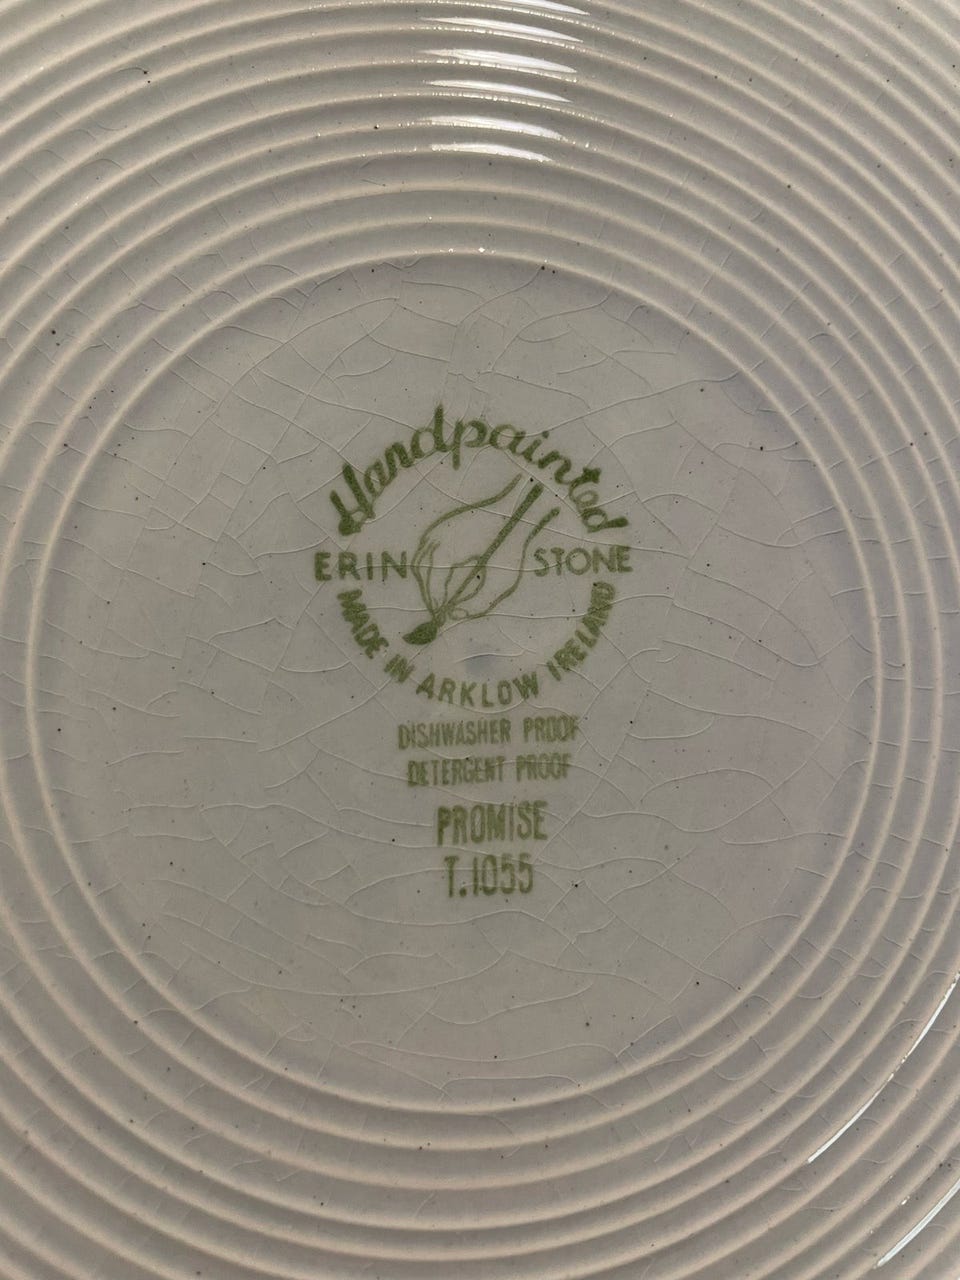 Handpainted
ERIN STONE
MADE IN ARKLOW IRELAND
DISHWASHER PROOF
DETERGENT PROOF
PROMISE
T.1055